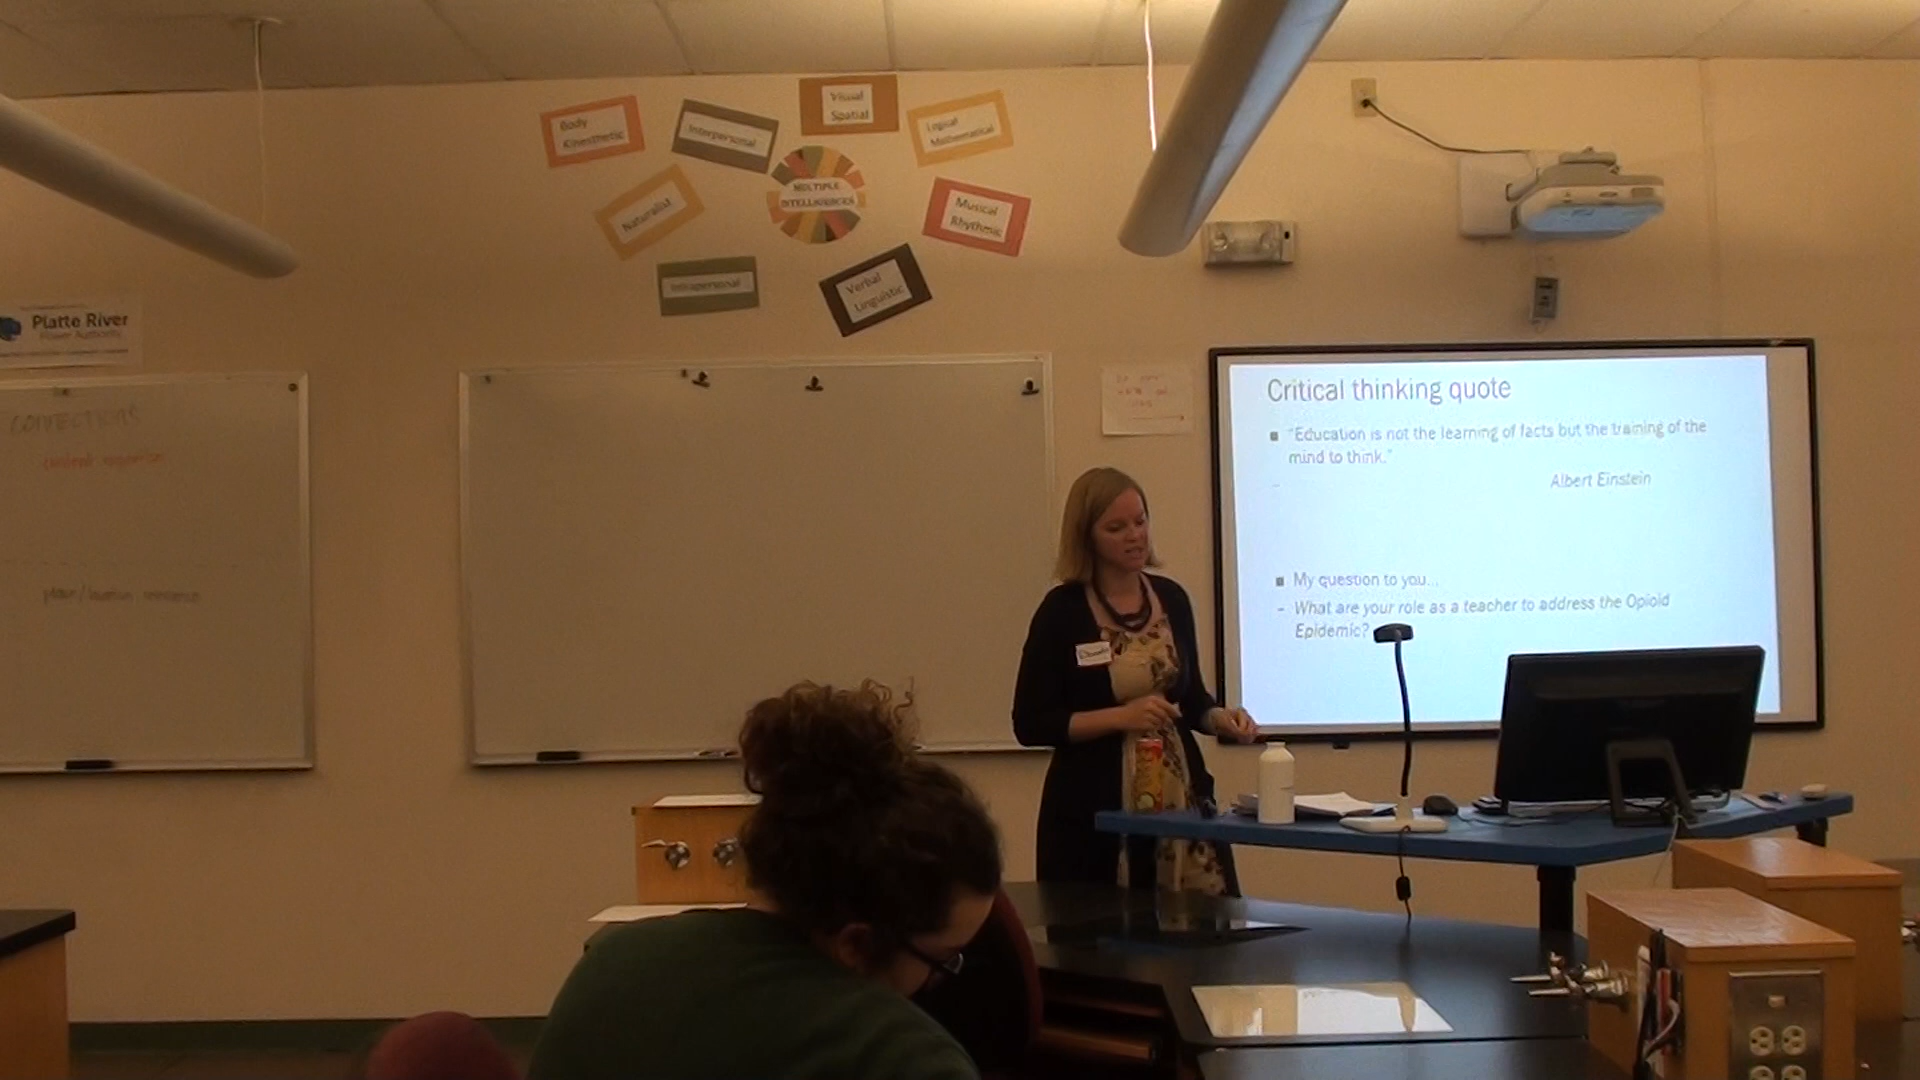 Visual
Spatial
Body
Kinesthetic
Interpersonal
Logical
Mathematical
MULTIPLE
INTELLIGENCES
Naturalist
Musical
Rhythmic
Intrapersonal
Verbal
Linguistic
Platte River
Power Authority
CONNECTIONS
Critical thinking quote
"Education is not the learning of facts but the training of the
mind to think."
Albert Einstein
My question to you...
What are your role as a teacher to address the Opioid
Epidemic?